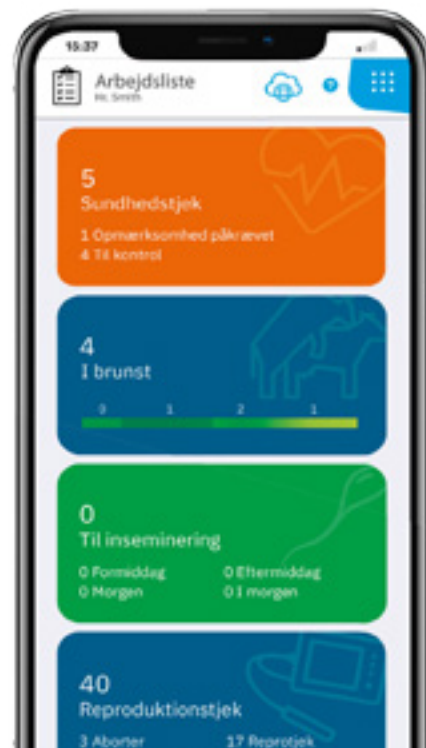 15:37
Arbejdsliste
Mr. Smith
?
5
Sundhedstjek
1 Opmærksomhed påkrævet
4 Til kontrol
4
I brunst
0 1 2 1
0
Til inseminering
0 Formiddag 0 Eftermiddag
0 Morgen 0 I morgen
40
Reproduktionstjek
3 Aborter 17 Reprotjek